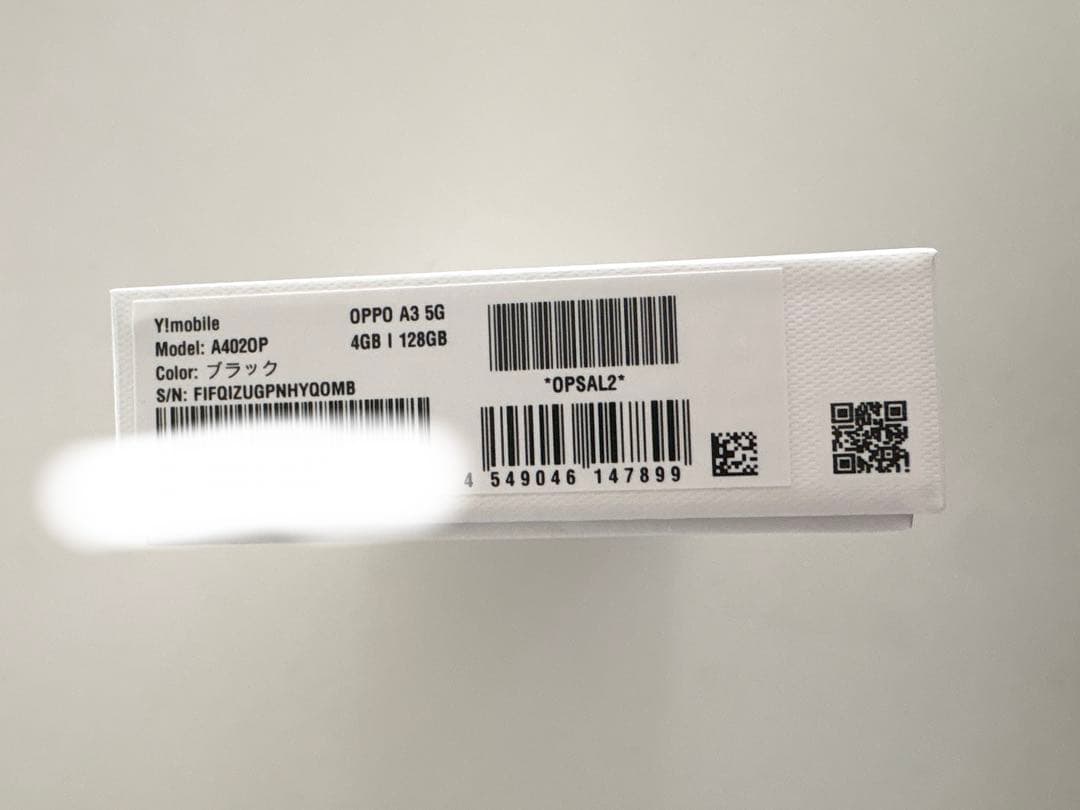 Y!mobile
Model: A402OP
Color: ブラック
S/N: FIFQIZUGPNHYQOMB
OPPO A3 5G
4GB | 128GB
*OPSAL2*
4 549046 147899